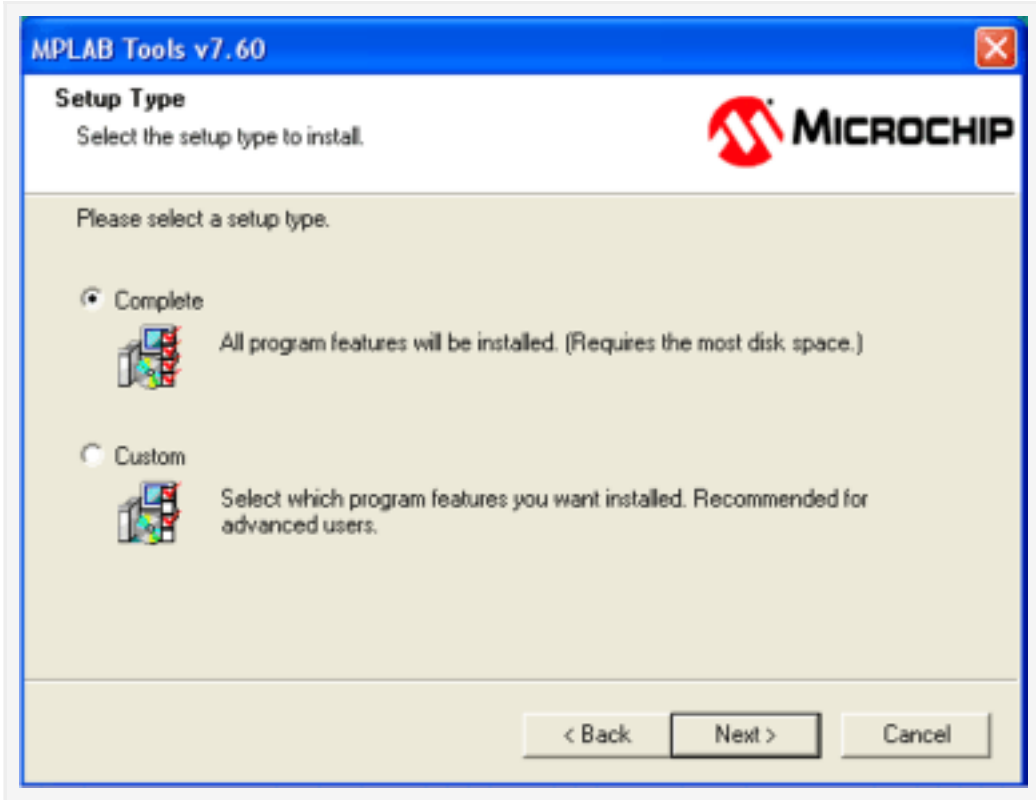 MPLAB Tools v7.60
Setup Type
Select the setup type to install.
MICROCHIP
Please select a setup type.
Complete
All program features will be installed. (Requires the most disk space.)
Custom
Select which program features you want installed. Recommended for
advanced users.
< Back
Next >
Cancel